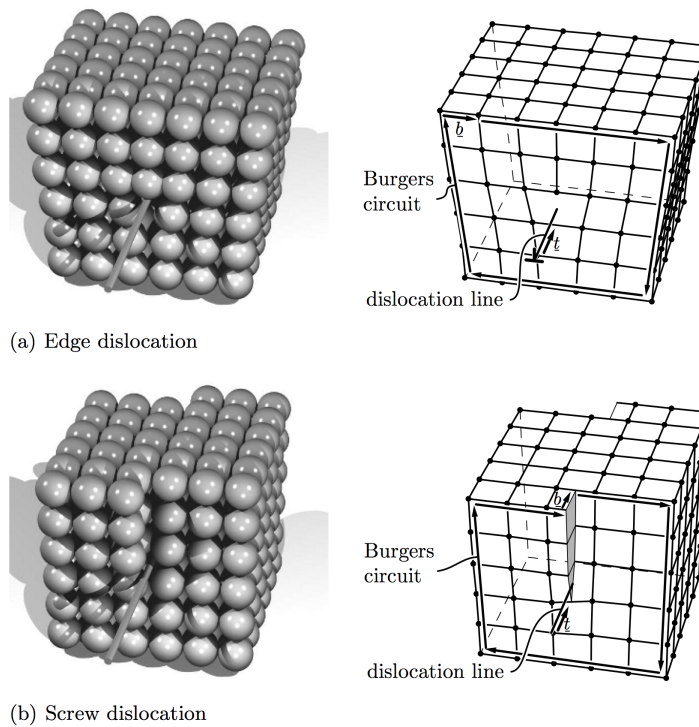 b
Burgers
circuit
t
dislocation line
(a) Edge dislocation
b
Burgers
circuit
t
dislocation line
(b) Screw dislocation